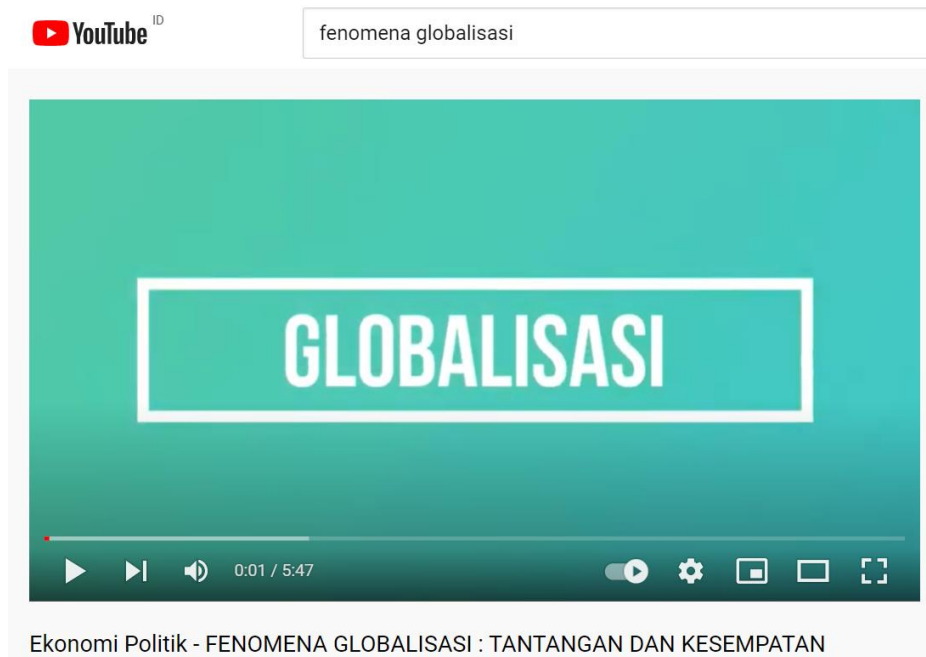 YouTube ID
fenomena globalisasi
GLOBALISASI
0:01 / 5:47
Ekonomi Politik - FENOMENA GLOBALISASI : TANTANGAN DAN KESEMPATAN